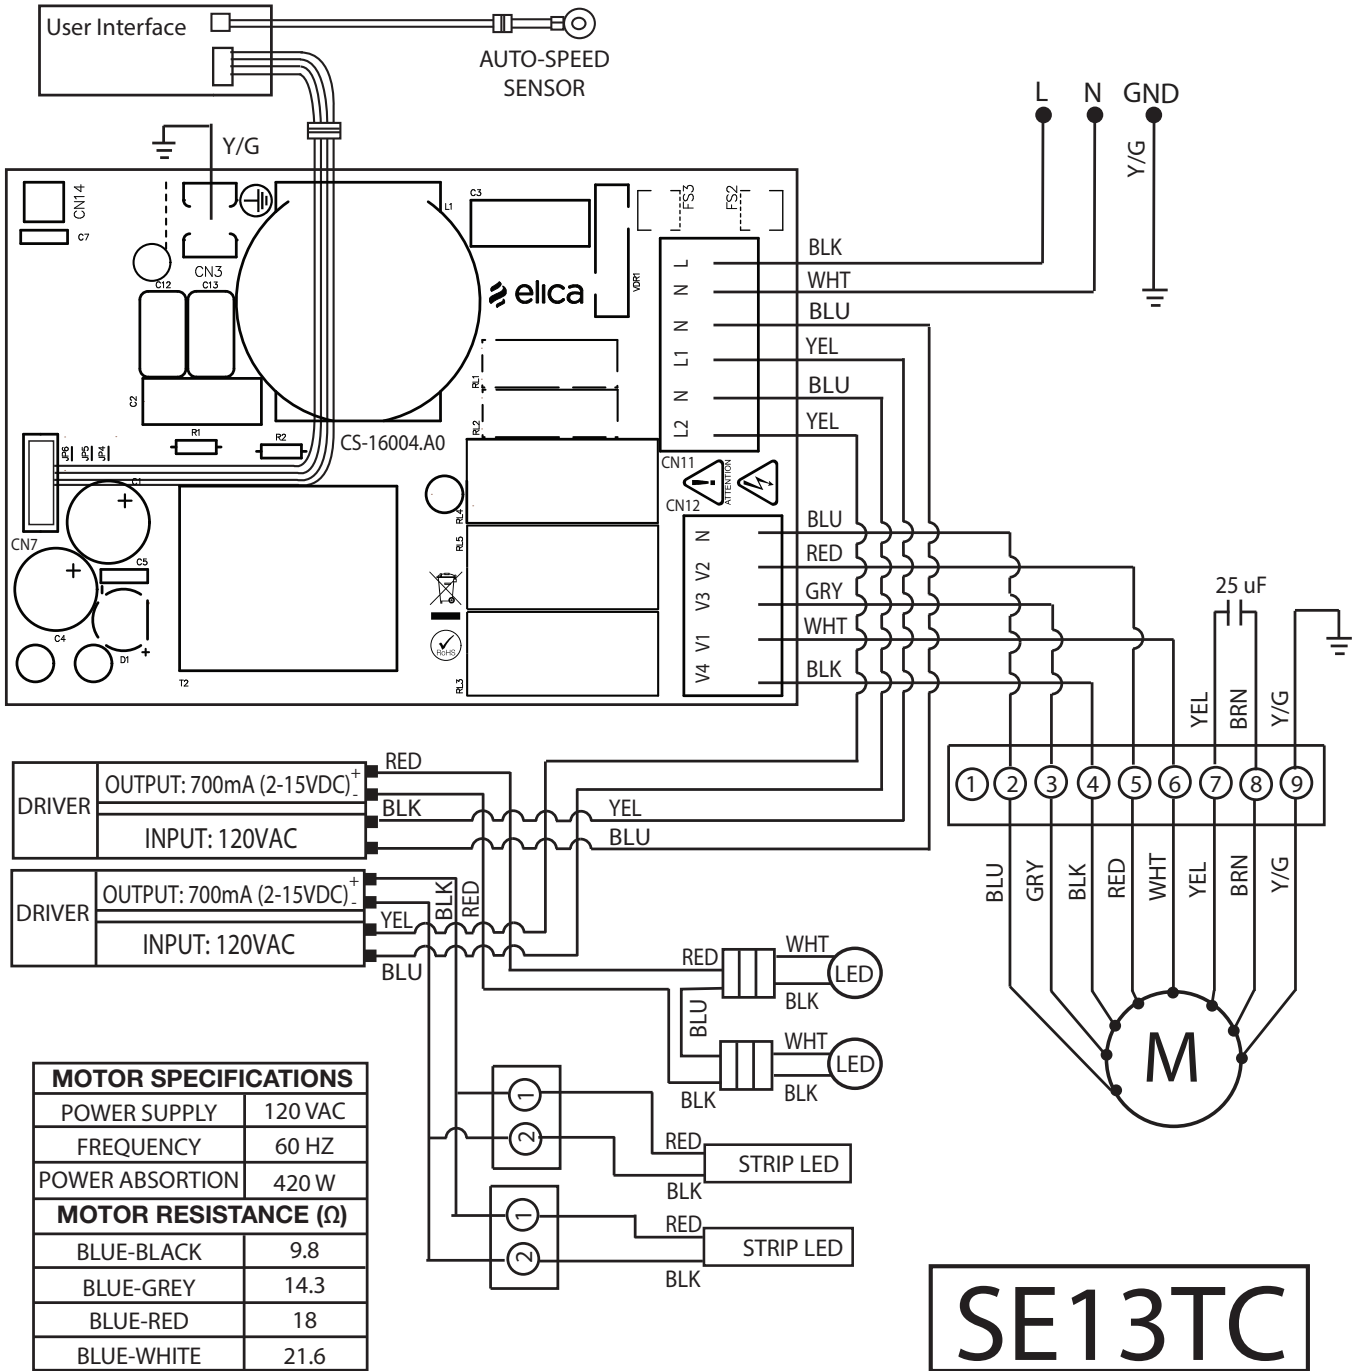 User Interface
AUTO-SPEED
SENSOR
L N GND
Y/G
Y/G
CN14
C7
CN3
C12 C13
L1
C3
VDR1
FS3
FS2
elica
L
N
N
L1
N
L2
BLK
WHT
BLU
YEL
BLU
YEL
RL1
RL2
C2
R1
R2
CS-16004.A0
JP6
JP5
JP4
C1
+
CN7
+
C5
C4
D1
+
T2
RL4
RL5
RL3
RoHS
CN11
ATTENTION
CN12
N
V2
V3
V1
V4
BLU
RED
GRY
WHT
BLK
25 uF
YEL
BRN
Y/G
1 2 3 4 5 6 7 8 9
BLU
GRY
BLK
RED
WHT
YEL
BRN
Y/G
M
DRIVER
OUTPUT: 700mA (2-15VDC)
+
-
INPUT: 120VAC
RED
BLK
YEL
BLU
DRIVER
OUTPUT: 700mA (2-15VDC)
+
-
INPUT: 120VAC
YEL
BLU
BLK
RED
RED
WHT
LED
BLK
BLU
WHT
LED
BLK
BLK
1
2
RED
STRIP LED
BLK
1
2
RED
STRIP LED
BLK
MOTOR SPECIFICATIONS
POWER SUPPLY 120 VAC
FREQUENCY 60 HZ
POWER ABSORTION 420 W
MOTOR RESISTANCE (Ω)
BLUE-BLACK 9.8
BLUE-GREY 14.3
BLUE-RED 18
BLUE-WHITE 21.6
SE13TC